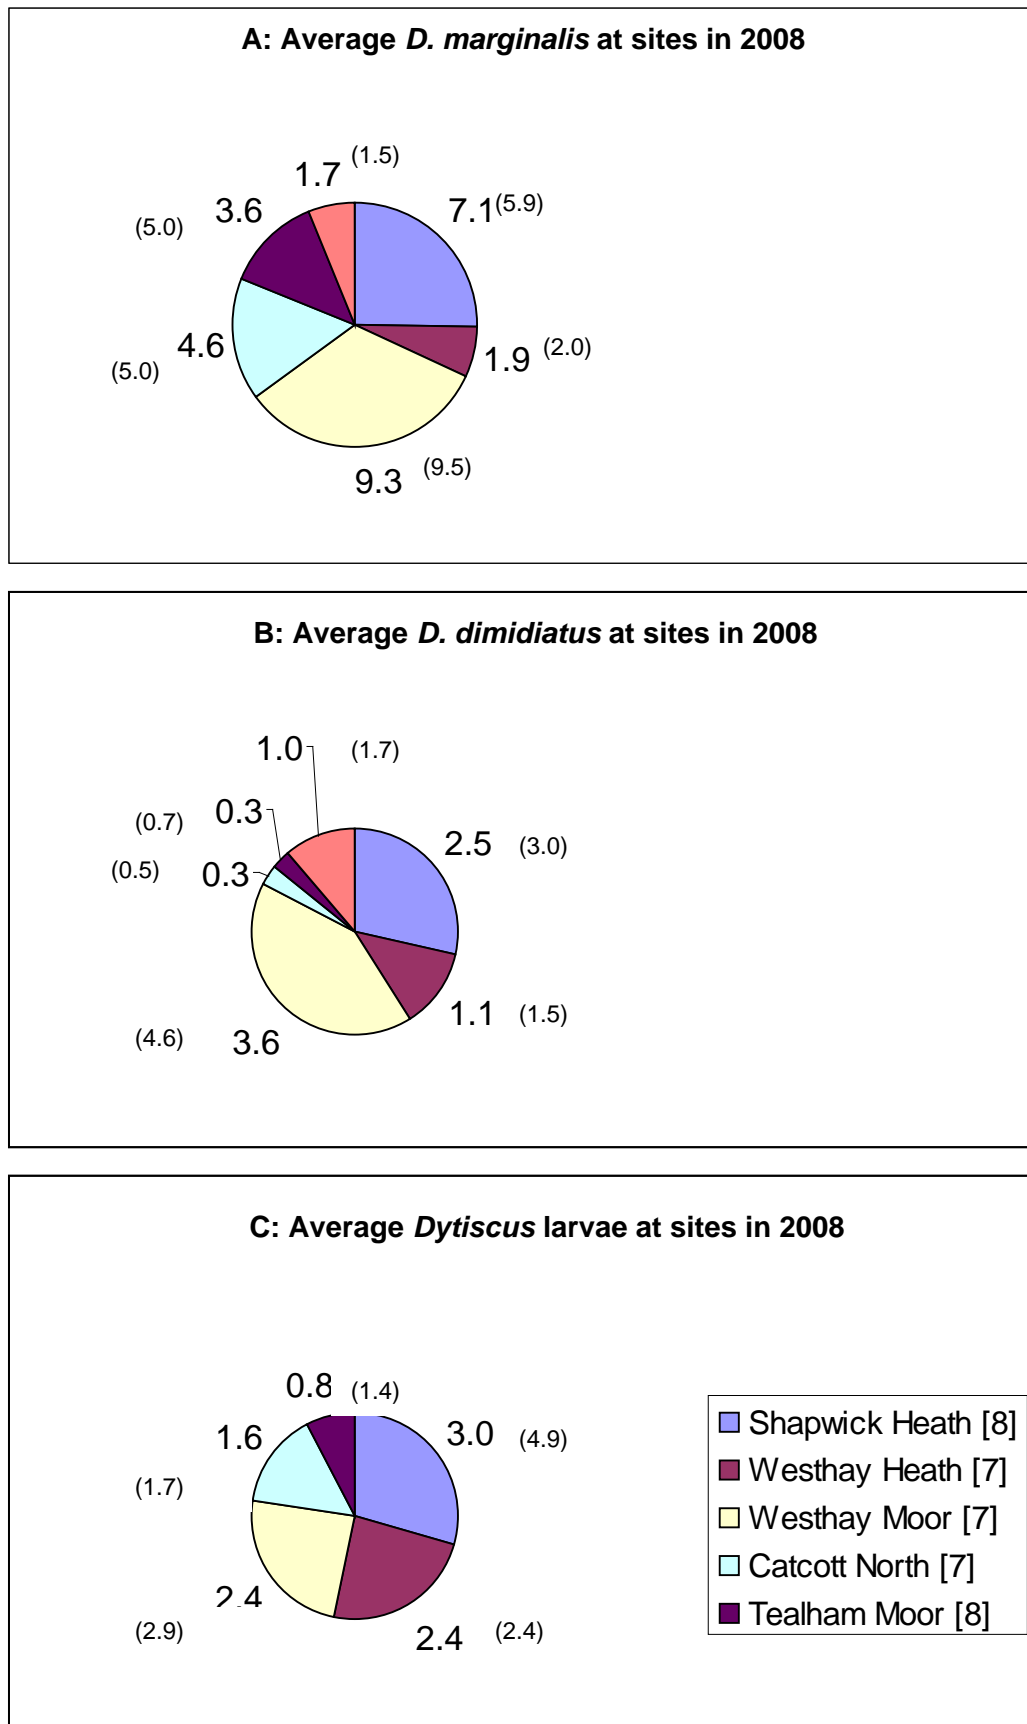 A: Average D. marginalis at sites in 2008
1.7 (1.5)
7.1 (5.9)
(5.0) 3.6
4.6
(5.0)
1.9 (2.0)
9.3 (9.5)
B: Average D. dimidiatus at sites in 2008
1.0 (1.7)
(0.7) 0.3
2.5 (3.0)
(0.5) 0.3
1.1 (1.5)
(4.6) 3.6
C: Average Dytiscus larvae at sites in 2008
0.8 (1.4)
1.6
3.0 (4.9)
(1.7)
2.4
(2.9)
2.4 (2.4)
Shapwick Heath [8]
Westhay Heath [7]
Westhay Moor [7]
Catcott North [7]
Tealham Moor [8]